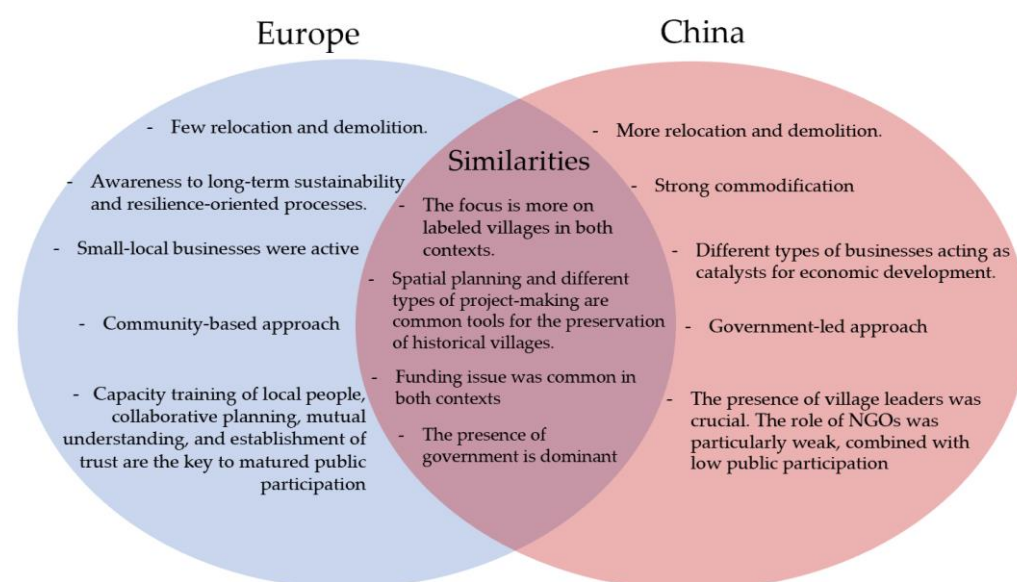 Europe
China
- Few relocation and demolition.
- Awareness to long-term sustainability
and resilience-oriented processes.
- Small-local businesses were active
- Community-based approach
- Capacity training of local people,
collaborative planning, mutual
understanding, and establishment of
trust are the key to matured public
participation
Similarities
- The focus is more on
labeled villages in both
contexts.
- Spatial planning and different
types of project-making are
common tools for the preservation
of historical villages.
- Funding issue was common in
both contexts
- The presence of
government is dominant
- More relocation and demolition.
- Strong commodification
- Different types of businesses acting as
catalysts for economic development.
- Government-led approach
- The presence of village leaders was
crucial. The role of NGOs was
particularly weak, combined with
low public participation